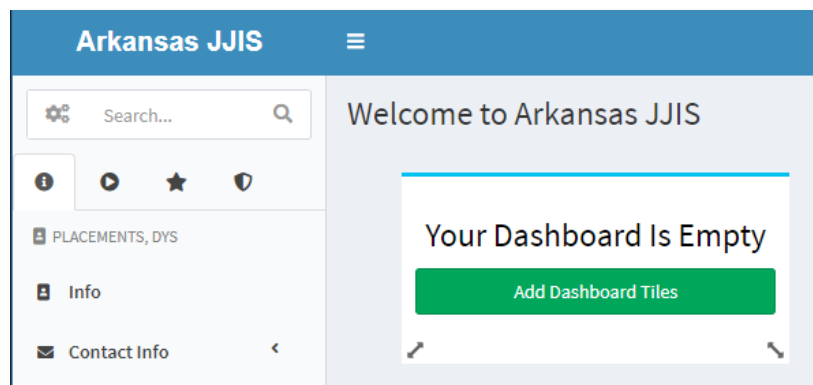 Arkansas JJIS
Search...
PLACEMENTS, DYS
Info
Contact Info
Welcome to Arkansas JJIS
Your Dashboard Is Empty
Add Dashboard Tiles